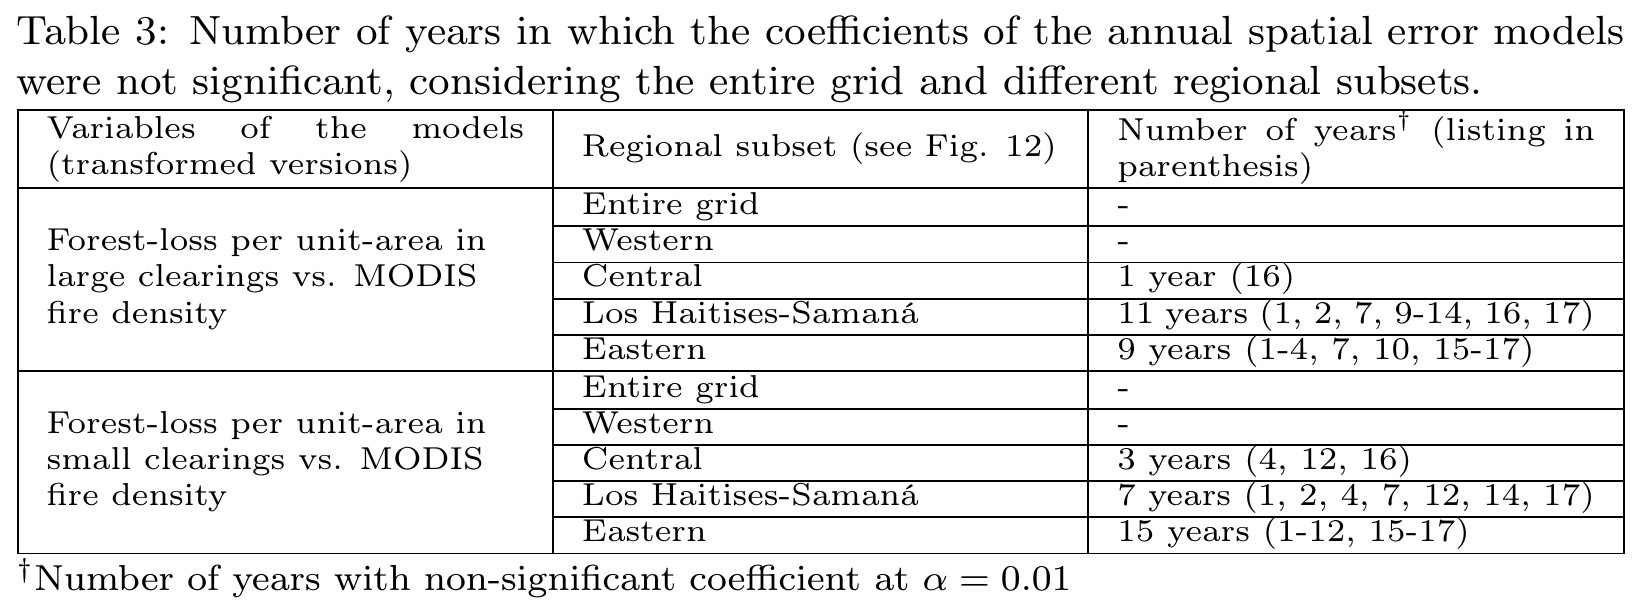 Table 3: Number of years in which the coefficients of the annual spatial error models
were not significant, considering the entire grid and different regional subsets.
Variables of the models
(transformed versions)
Regional subset (see Fig. 12)
Number of years† (listing in
parenthesis)
Forest-loss per unit-area in
large clearings vs. MODIS
fire density
Entire grid
-
Western
-
Central
1 year (16)
Los Haitises-Samaná
11 years (1, 2, 7, 9-14, 16, 17)
Eastern
9 years (1-4, 7, 10, 15-17)
Forest-loss per unit-area in
small clearings vs. MODIS
fire density
Entire grid
-
Western
-
Central
3 years (4, 12, 16)
Los Haitises-Samaná
7 years (1, 2, 4, 7, 12, 14, 17)
Eastern
15 years (1-12, 15-17)
†Number of years with non-significant coefficient at α = 0.01